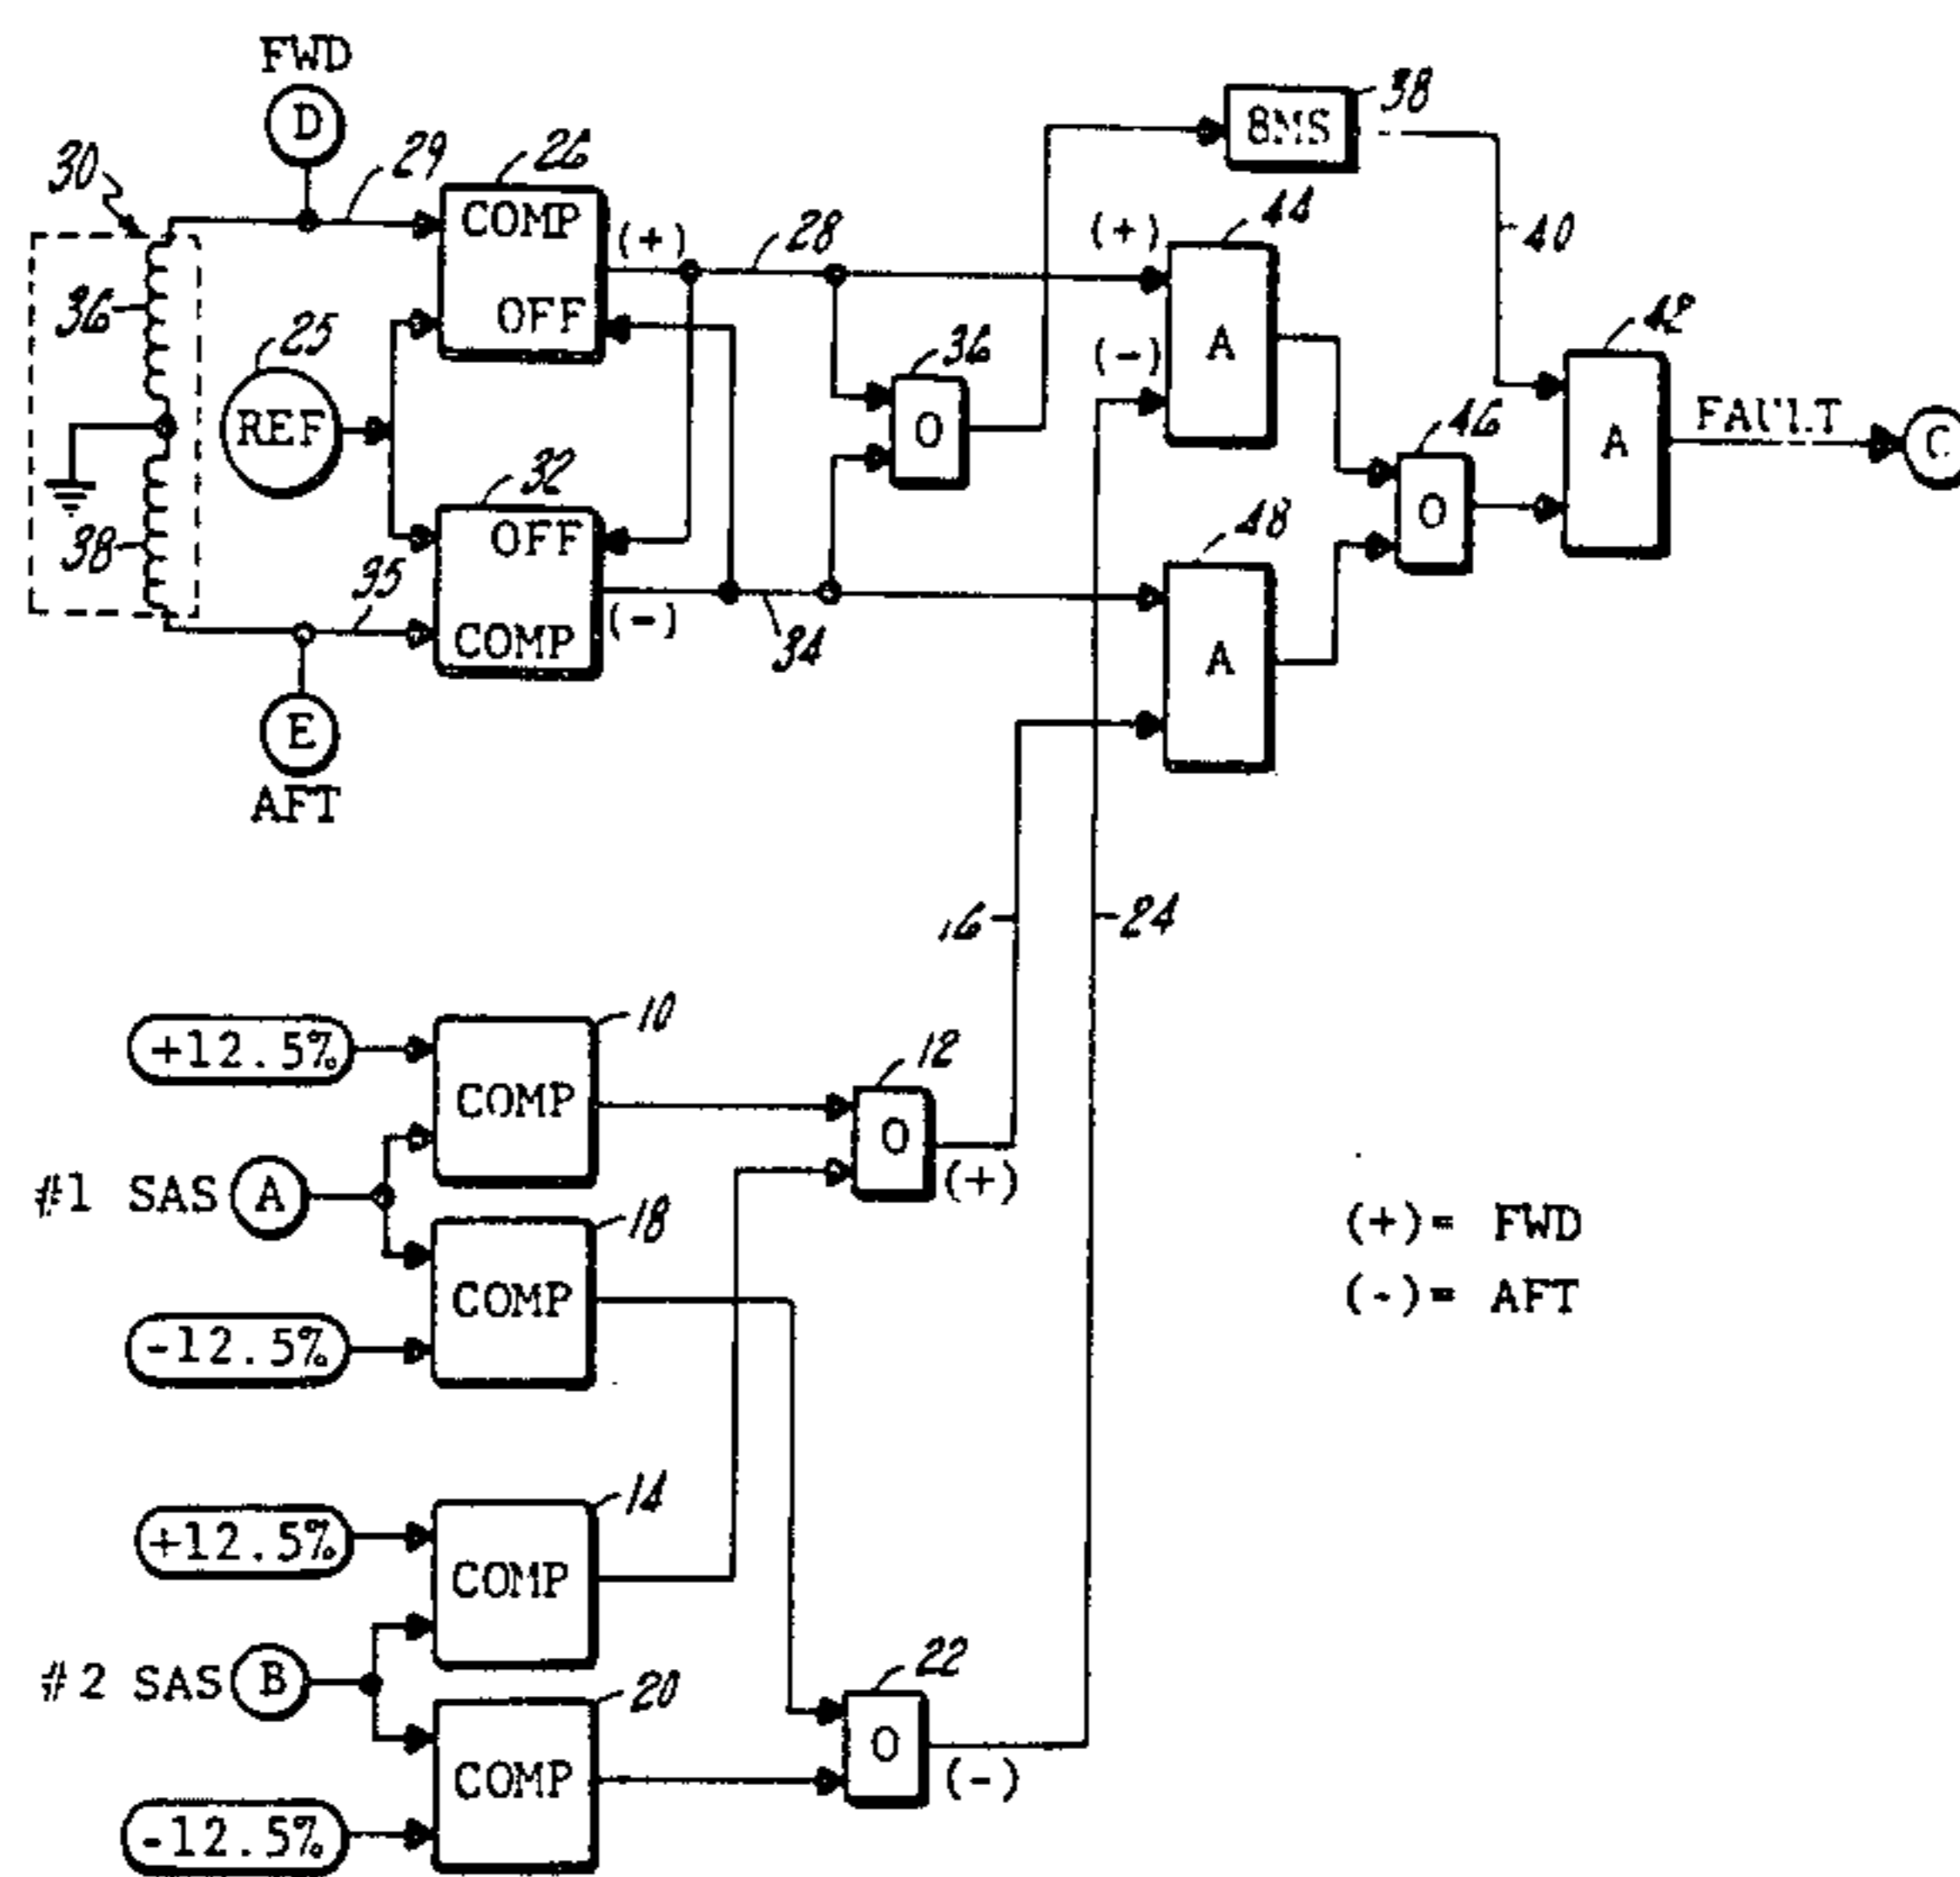 FWD
D
30
29
26
COMP
(+)
28
OFF
36
25
REF
36
O
8MS
38
40
(+)
44
(-)
A
42
A
FAULT
C
46
O
32
OFF
COMP
(-)
34
38
35
E
AFT
48
A
16
24
+12.5%
10
COMP
12
O
(+)
#1 SAS A
18
COMP
-12.5%
(+)= FWD
(-)= AFT
+12.5%
14
COMP
#2 SAS B
20
COMP
22
O
(-)
-12.5%